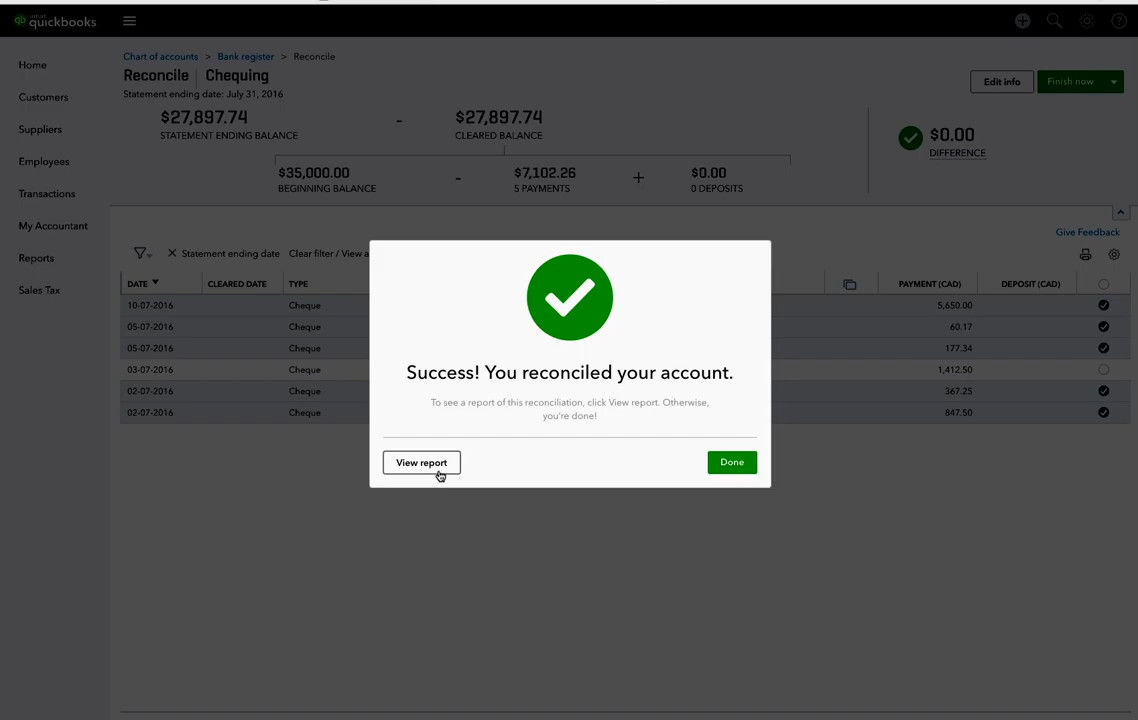 intuit
quickbooks
Home
Customers
Suppliers
Employees
Transactions
My Accountant
Reports
Sales Tax
Chart of accounts > Bank register > Reconcile
Reconcile | Chequing
Statement ending date: July 31, 2016
Edit info
Finish now
$27,897.74 - $27,897.74
STATEMENT ENDING BALANCE CLEARED BALANCE
$0.00
DIFFERENCE
$35,000.00 - $7,102.26 + $0.00
BEGINNING BALANCE 5 PAYMENTS 0 DEPOSITS
Give Feedback
Statement ending date Clear filter / View a
DATE CLEARED DATE TYPE PAYMENT (CAD) DEPOSIT (CAD)
10-07-2016 Cheque 5,650.00
05-07-2016 Cheque 60.17
05-07-2016 Cheque 177.34
03-07-2016 Cheque 1,412.50
02-07-2016 Cheque 367.25
02-07-2016 Cheque 847.50
Success! You reconciled your account.
To see a report of this reconciliation, click View report. Otherwise,
you're done!
View report
Done